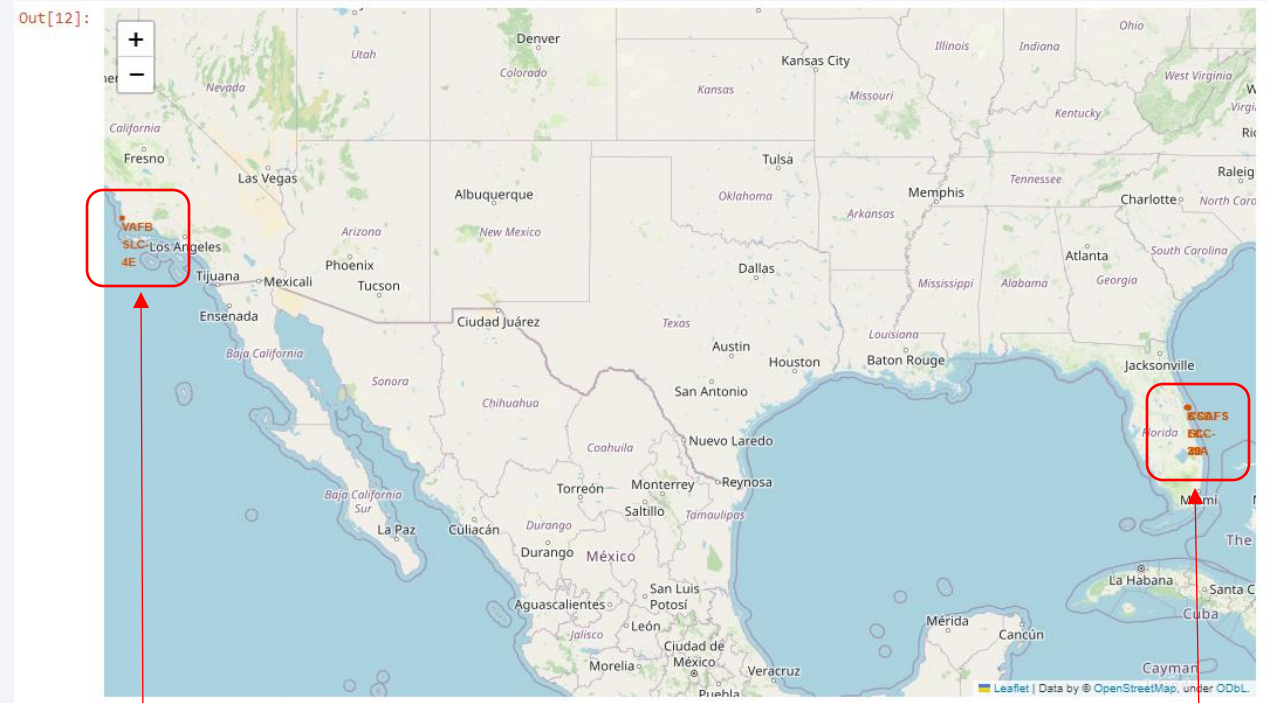 Out[12]:
+
−
Denver
Utah
Colorado
Nevada
Kansas City
Kansas
Missouri
Illinois
Indiana
Ohio
West Virginia
Kentucky
California
Fresno
Las Vegas
Albuquerque
New Mexico
Arizona
Phoenix
Tucson
Tulsa
Oklahoma
Arkansas
Memphis
Tennessee
Charlotte
Raleig
North Caro
South Carolina
Atlanta
Georgia
Alabama
Mississippi
VAFB
SLC-
4E
Los Angeles
Tijuana
Mexicali
Ensenada
Baja California
Ciudad Juárez
Dallas
Texas
Austin
Houston
San Antonio
Louisiana
Baton Rouge
Jacksonville
Florida
Sonora
Chihuahua
Coahuila
Nuevo Laredo
Torreón
Monterrey
Reynosa
Saltillo
Tamaulipas
Baja California
Sur
La Paz
Culiacán
Durango
Durango
México
San Luis
Potosí
Aguascalientes
Jalisco
León
Ciudad de
México
Morelia
Veracruz
Puebla
Mérida
Cancún
La Habana
Santa C
Cuba
The
Cayman
Leaflet | Data by © OpenStreetMap, under ODbL.